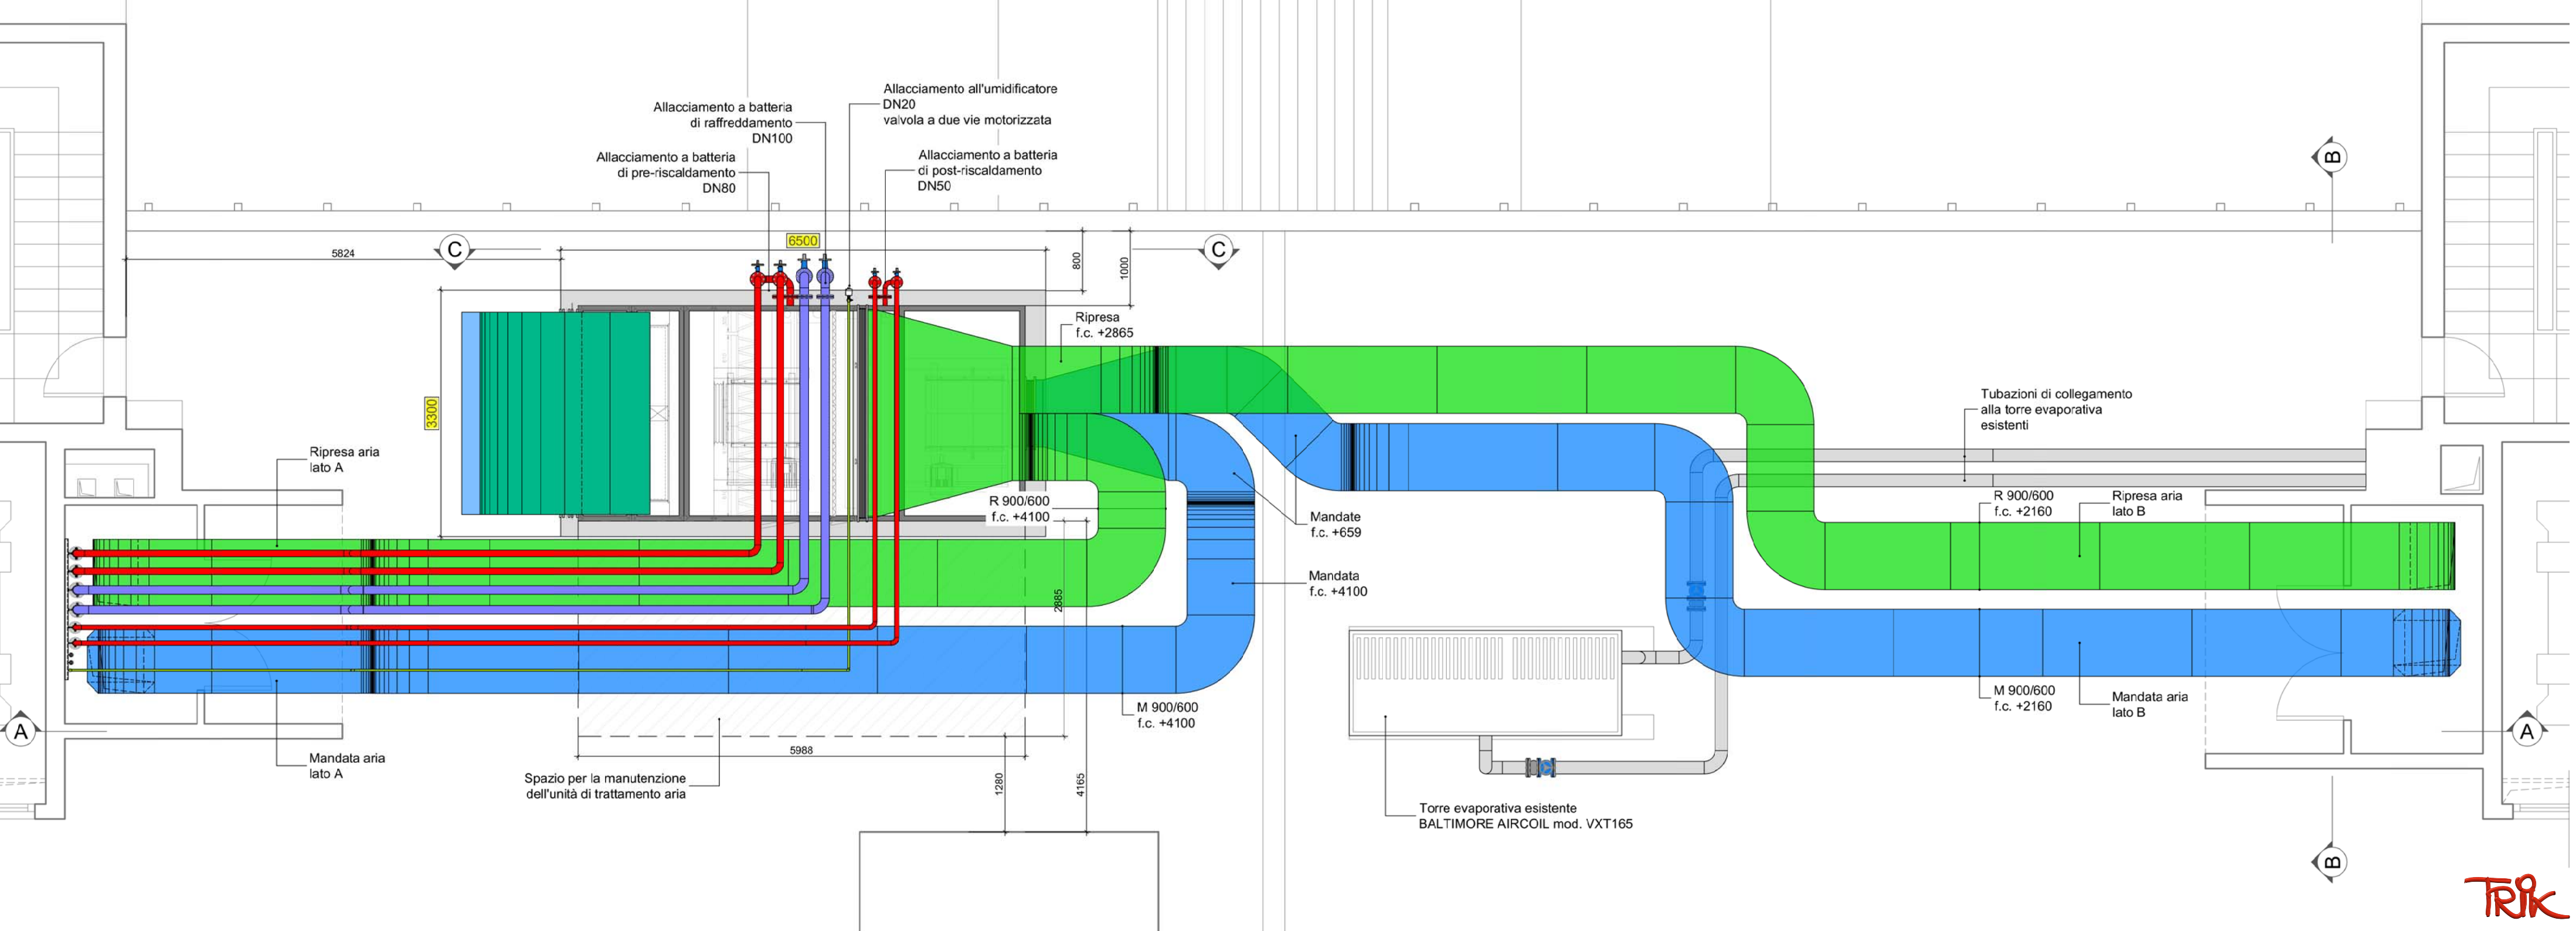 Allacciamento all'umidificatore
DN20
valvola a due vie motorizzata
Allacciamento a batteria
di raffreddamento
DN100
Allacciamento a batteria
di pre-riscaldamento
DN80
Allacciamento a batteria
di post-riscaldamento
DN50
B
C
5824
6500
C
800
1000
3300
Ripresa
f.c. +2865
Tubazioni di collegamento
alla torre evaporativa
esistenti
Ripresa aria
lato A
R 900/600
f.c. +4100
Mandate
f.c. +659
R 900/600
f.c. +2160
Ripresa aria
lato B
Mandata
f.c. +4100
2885
M 900/600
f.c. +4100
M 900/600
f.c. +2160
Mandata aria
lato B
A
A
5988
Mandata aria
lato A
Spazio per la manutenzione
dell'unità di trattamento aria
1280
4165
Torre evaporativa esistente
BALTIMORE AIRCOIL mod. VXT165
B
TRIK